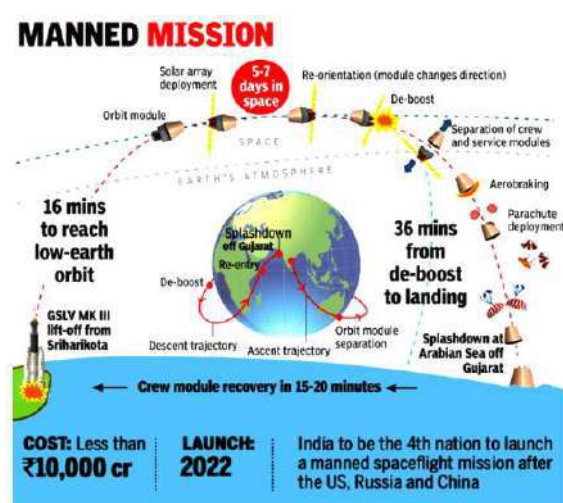 MANNED MISSION
Solar array
deployment
5-7
days in
space
Re-orientation (module changes direction)
De-boost
Orbit module
Separation of crew
and service modules
SPACE
EARTH'S ATMOSPHERE
Aerobraking
Parachute
deployment
16 mins
to reach
low-earth
orbit
Splashdown
off Gujarat
Re-entry
De-boost
36 mins
from
de-boost
to landing
GSLV MK III
lift-off from
Sriharikota
Descent trajectory
Ascent trajectory
Orbit module
separation
Splashdown at
Arabian Sea off
Gujarat
Crew module recovery in 15-20 minutes
COST: Less than
₹10,000 cr
LAUNCH:
2022
India to be the 4th nation to launch
a manned spaceflight mission after
the US, Russia and China